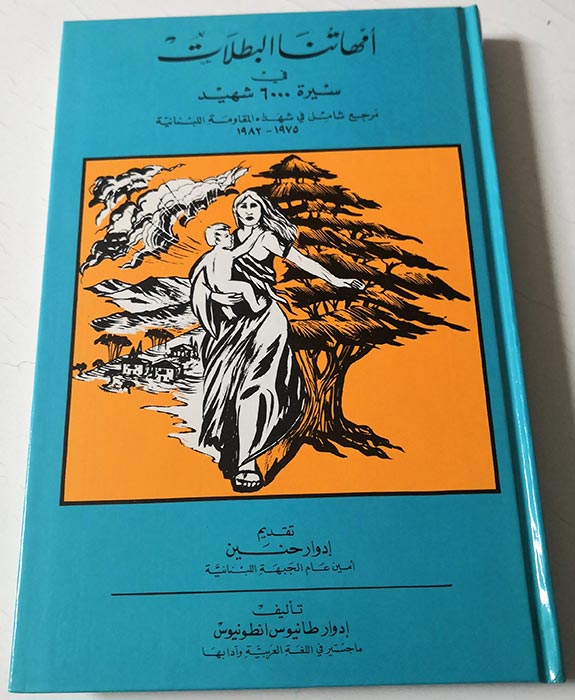 أمهاتنا البطلات
في
سيرة ٦٠٠٠ شهيد
مرجع شامل في شهداء المقاومة اللبنانية
١٩٧٥ - ١٩٨٢
تقديم
إدوار حنين
أمين عام الجبهة اللبنانية
تأليف
إدوار طانيوس انطونيوس
ماجستير في اللغة العربية وآدابها